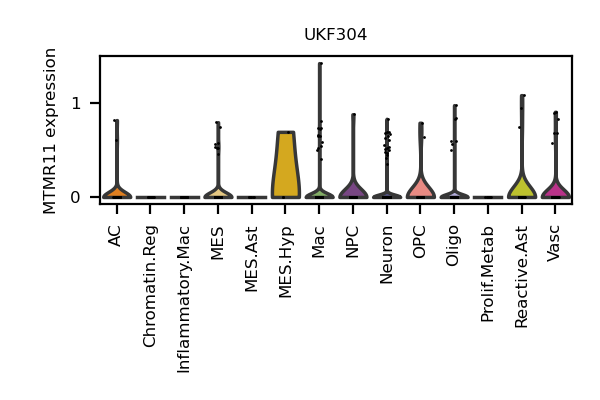 UKF304
MTMR11 expression
1
0
AC
Chromatin.Reg
Inflammatory.Mac
MES
MES.Ast
MES.Hyp
Mac
NPC
Neuron
OPC
Oligo
Prolif.Metab
Reactive.Ast
Vasc